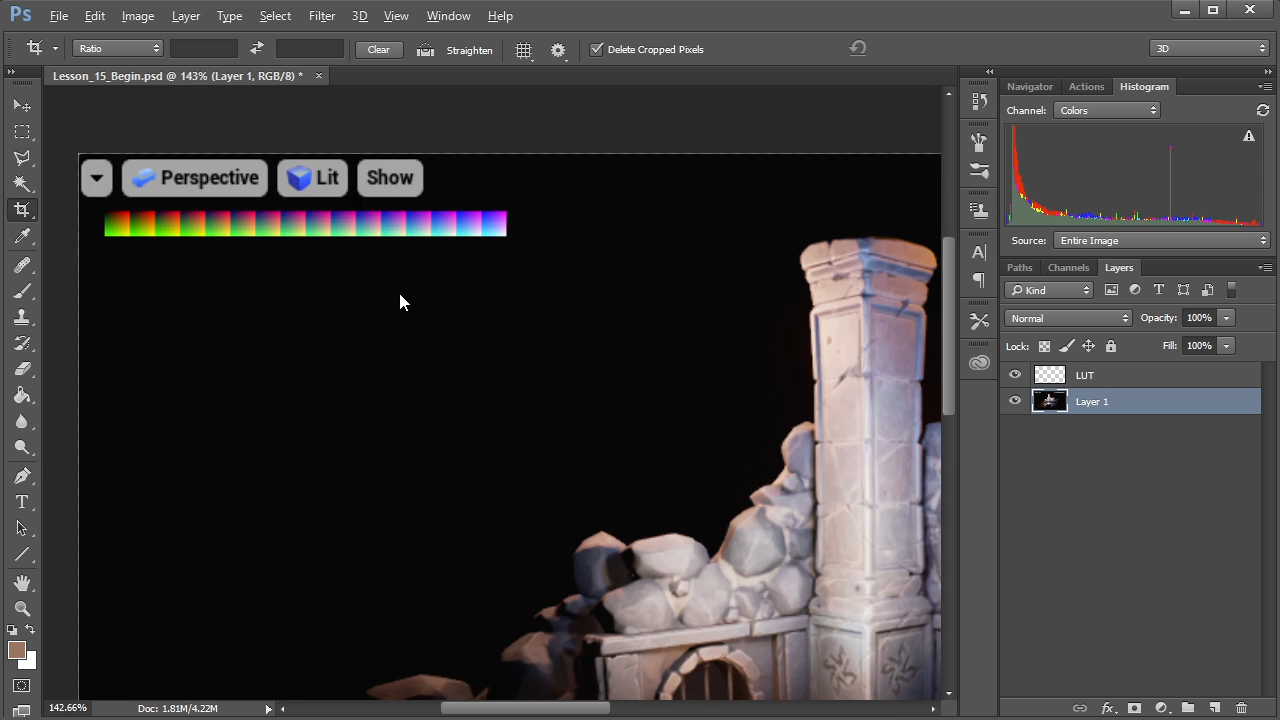 Ps File Edit Image Layer Type Select Filter 3D View Window Help
Ratio Clear Straighten Delete Cropped Pixels 3D
Lesson_15_Begin.psd @ 143% (Layer 1, RGB/8) * ×
Perspective Lit Show
Navigator Actions Histogram
Channel: Colors
Source: Entire Image
Paths Channels Layers
Kind
Normal Opacity: 100%
Lock: Fill: 100%
LUT
Layer 1
142.66% Doc: 1.81M/4.22M